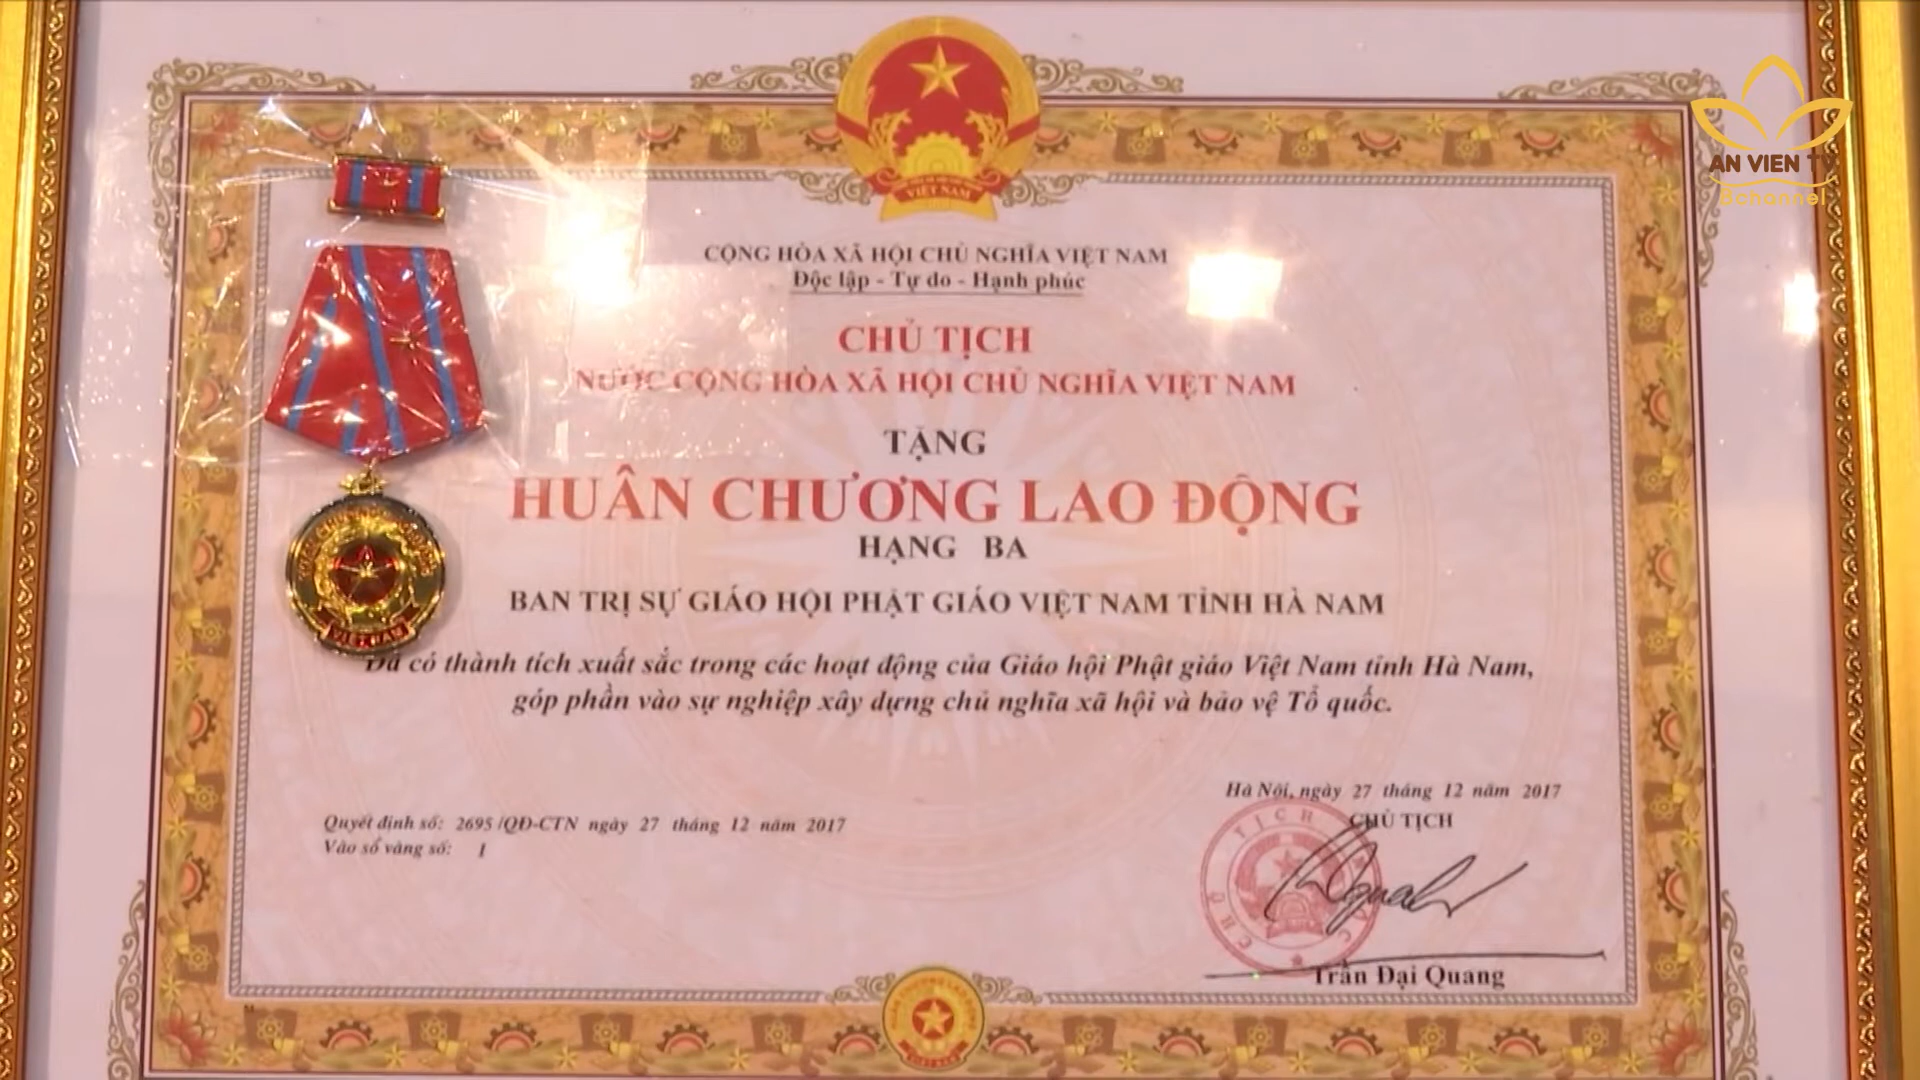 AN VIEN TV
Bchannel
VIỆT NAM
CỘNG HÒA XÃ HỘI CHỦ NGHĨA VIỆT NAM
Độc lập - Tự do - Hạnh phúc
CHỦ TỊCH
NƯỚC CỘNG HÒA XÃ HỘI CHỦ NGHĨA VIỆT NAM
TẶNG
HUÂN CHƯƠNG LAO ĐỘNG
HẠNG BA
BAN TRỊ SỰ GIÁO HỘI PHẬT GIÁO VIỆT NAM TỈNH HÀ NAM
VIỆT NAM
Đã có thành tích xuất sắc trong các hoạt động của Giáo hội Phật giáo Việt Nam tỉnh Hà Nam,
góp phần vào sự nghiệp xây dựng chủ nghĩa xã hội và bảo vệ Tổ quốc.
Hà Nội, ngày 27 tháng 12 năm 2017
CHỦ TỊCH
Quyết định số: 2695 /QĐ-CTN ngày 27 tháng 12 năm 2017
Vào sổ vàng số: 1
Trần Đại Quang